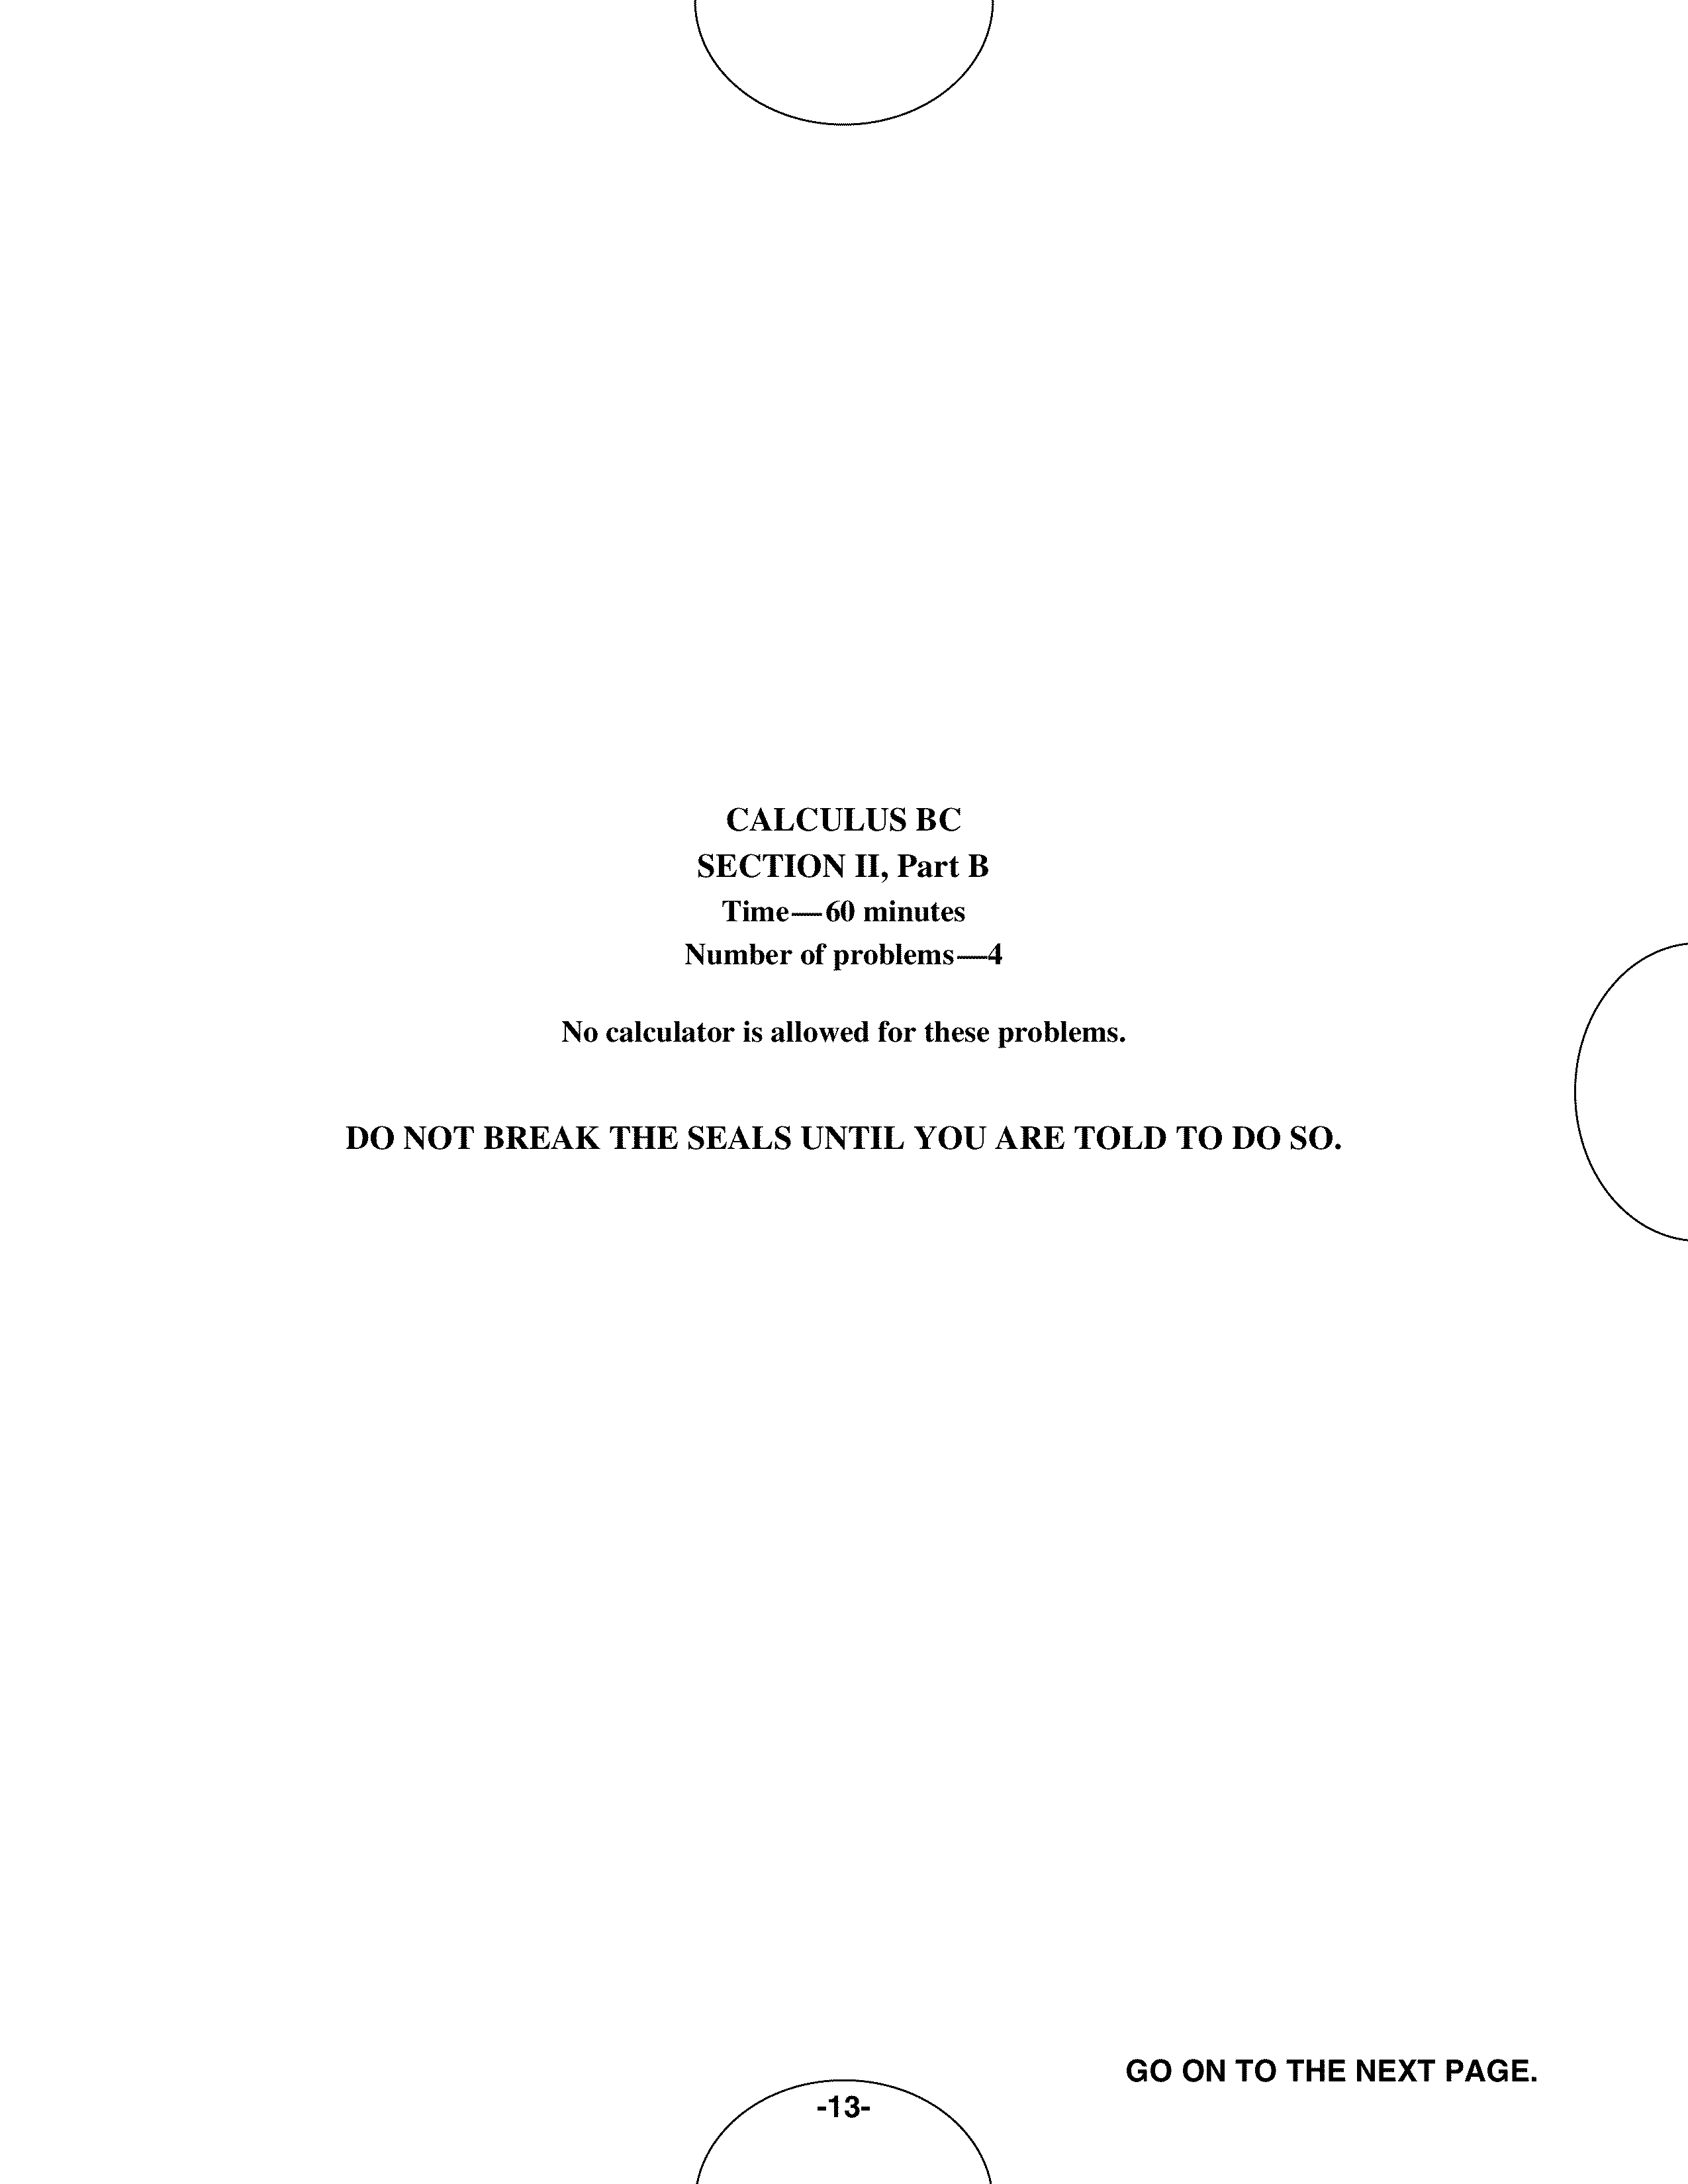 CALCULUS BC
SECTION II, Part B
Time—60 minutes
Number of problems—4
No calculator is allowed for these problems.
DO NOT BREAK THE SEALS UNTIL YOU ARE TOLD TO DO SO.
GO ON TO THE NEXT PAGE.
-13-